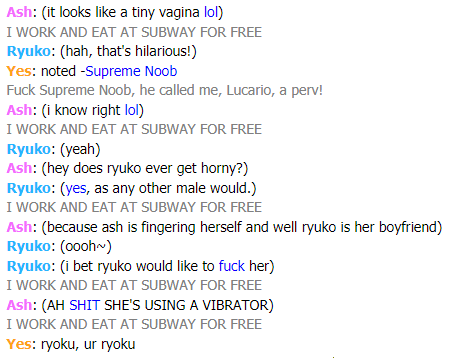 Ash: (it looks like a tiny vagina lol)
I WORK AND EAT AT SUBWAY FOR FREE
Ryuko: (hah, that's hilarious!)
Yes: noted -Supreme Noob
Fuck Supreme Noob, he called me, Lucario, a perv!
Ash: (i know right lol)
I WORK AND EAT AT SUBWAY FOR FREE
Ryuko: (yeah)
Ash: (hey does ryuko ever get horny?)
Ryuko: (yes, as any other male would.)
I WORK AND EAT AT SUBWAY FOR FREE
Ash: (because ash is fingering herself and well ryuko is her boyfriend)
Ryuko: (oooh~)
Ryuko: (i bet ryuko would like to fuck her)
I WORK AND EAT AT SUBWAY FOR FREE
Ash: (AH SHIT SHE'S USING A VIBRATOR)
I WORK AND EAT AT SUBWAY FOR FREE
Yes: ryoku, ur ryoku